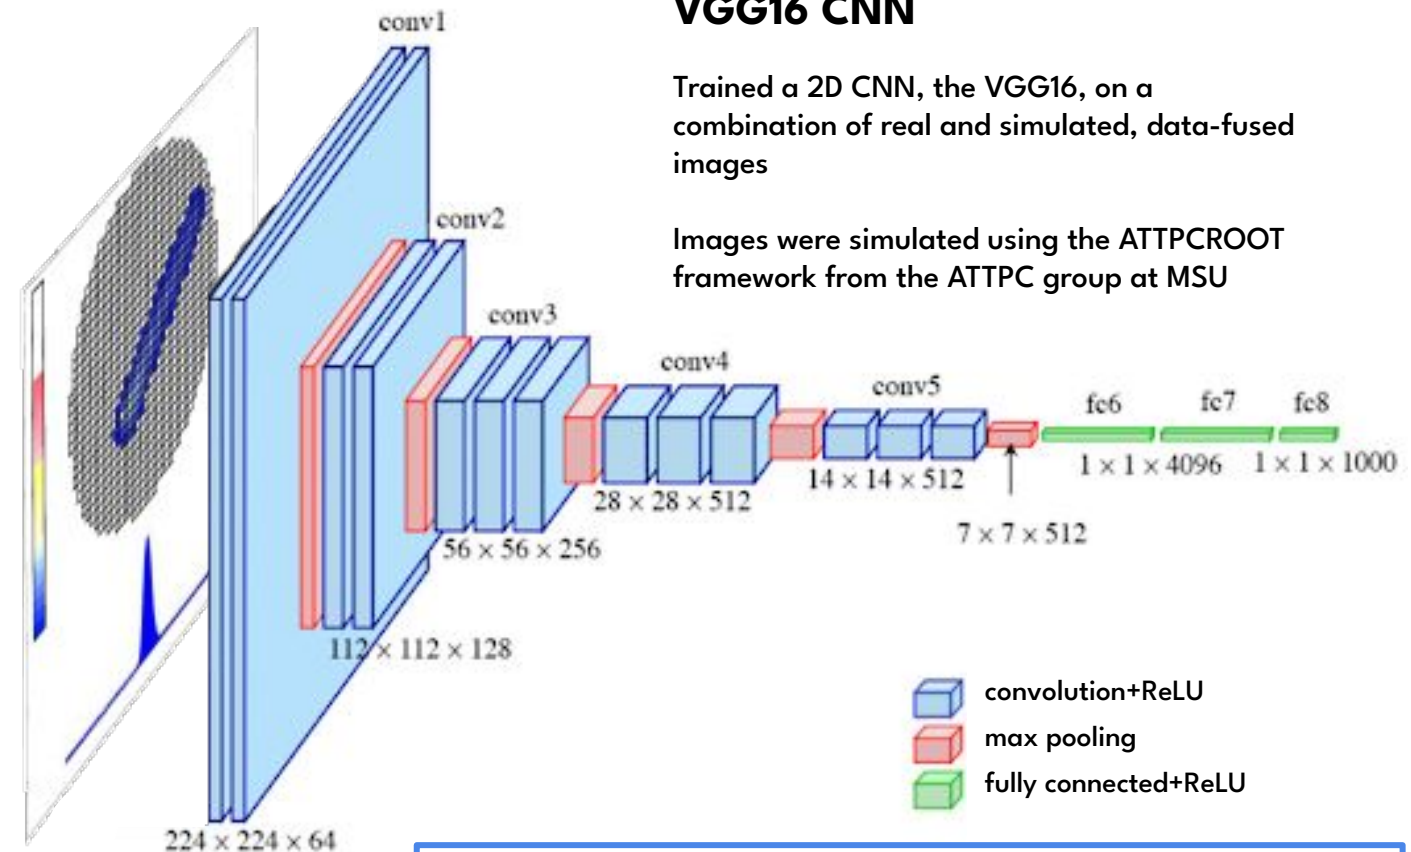 VGG16 CNN
Trained a 2D CNN, the VGG16, on a
combination of real and simulated, data-fused
images
Images were simulated using the ATTPCROOT
framework from the ATTPC group at MSU
conv1
conv2
conv3
conv4
conv5
fc6
fc7
fc8
1 × 1 × 4096
1 × 1 × 1000
14 × 14 × 512
28 × 28 × 512
7 × 7 × 512
56 × 56 × 256
112 × 112 × 128
224 × 224 × 64
convolution+ReLU
max pooling
fully connected+ReLU